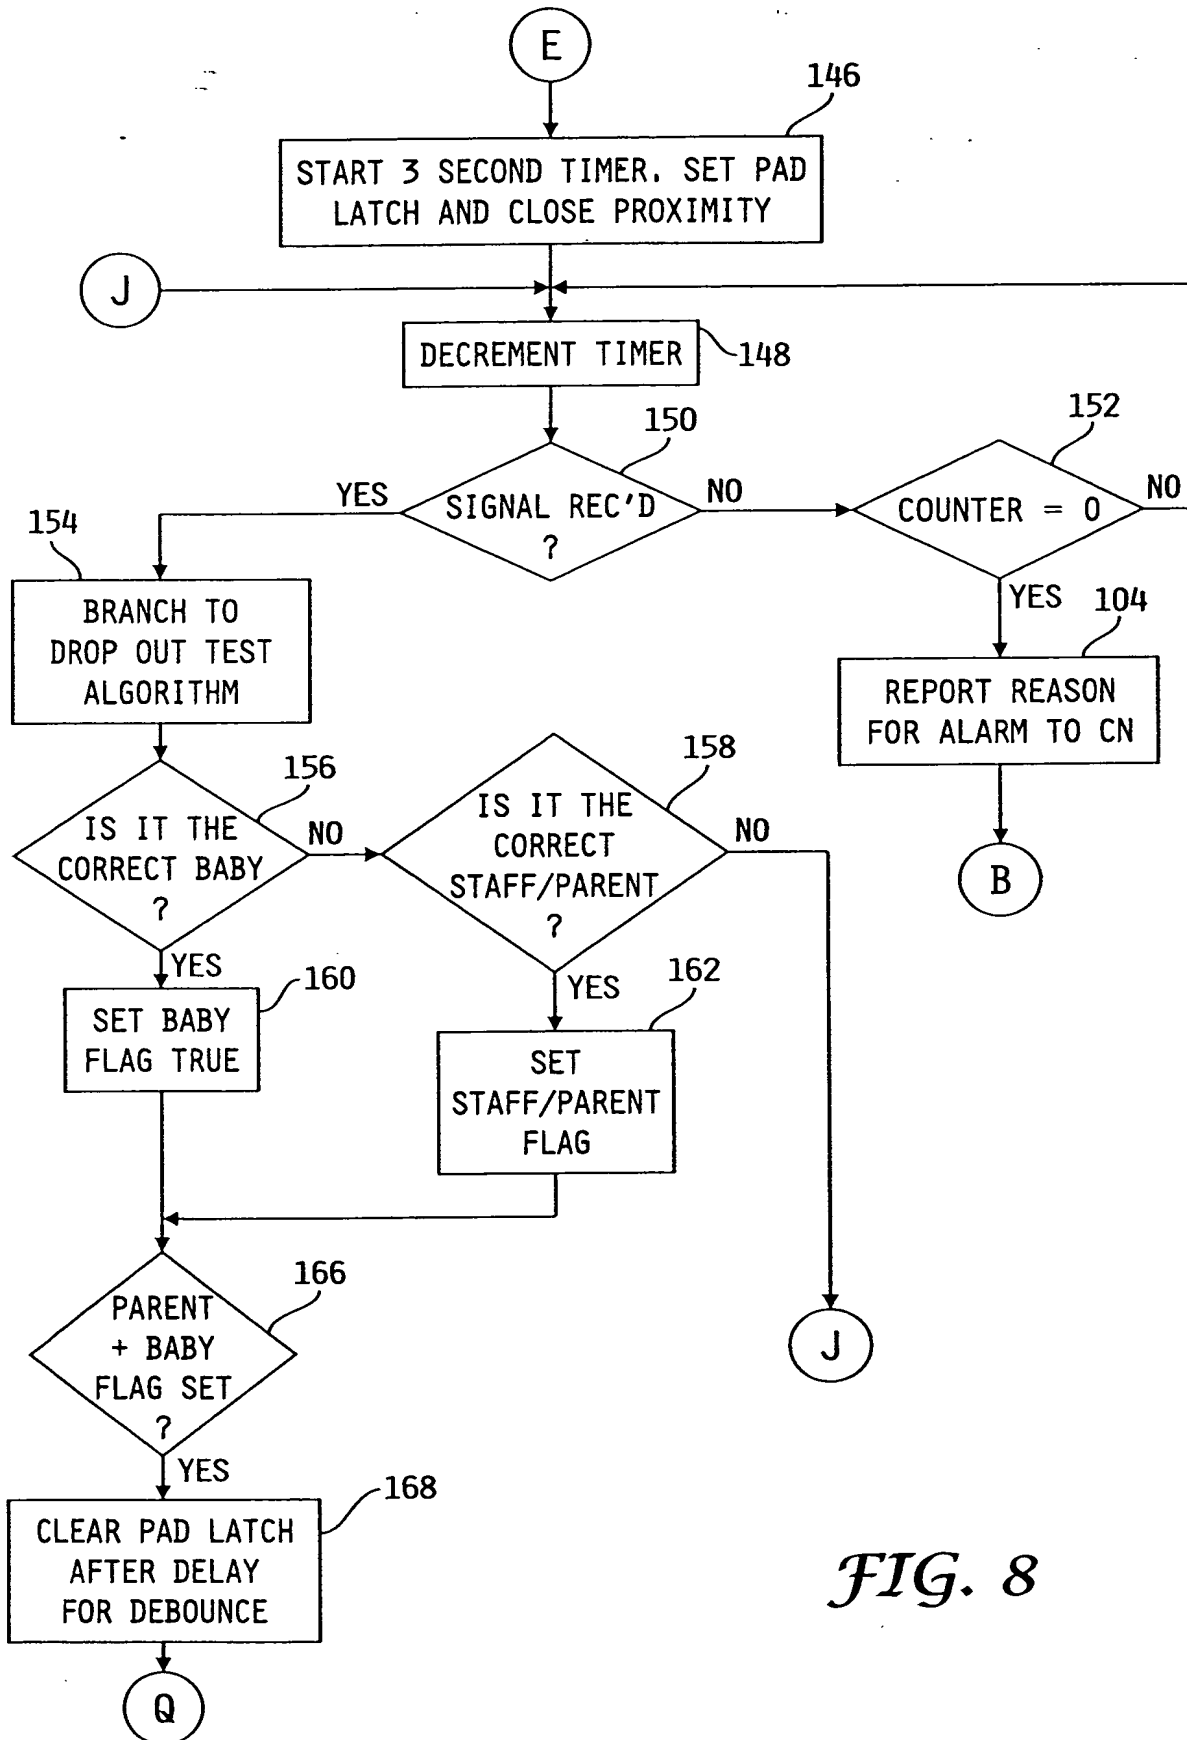 E
146
START 3 SECOND TIMER. SET PAD
LATCH AND CLOSE PROXIMITY
J
DECREMENT TIMER
148
150
152
YES
SIGNAL REC'D
?
NO
COUNTER = 0
NO
154
YES
104
BRANCH TO
DROP OUT TEST
ALGORITHM
REPORT REASON
FOR ALARM TO CN
156
158
IS IT THE
CORRECT BABY
?
NO
IS IT THE
CORRECT
STAFF/PARENT
?
NO
B
YES
160
YES
162
SET BABY
FLAG TRUE
SET
STAFF/PARENT
FLAG
166
PARENT
+ BABY
FLAG SET
?
J
YES
168
CLEAR PAD LATCH
AFTER DELAY
FOR DEBOUNCE
Q
FIG. 8